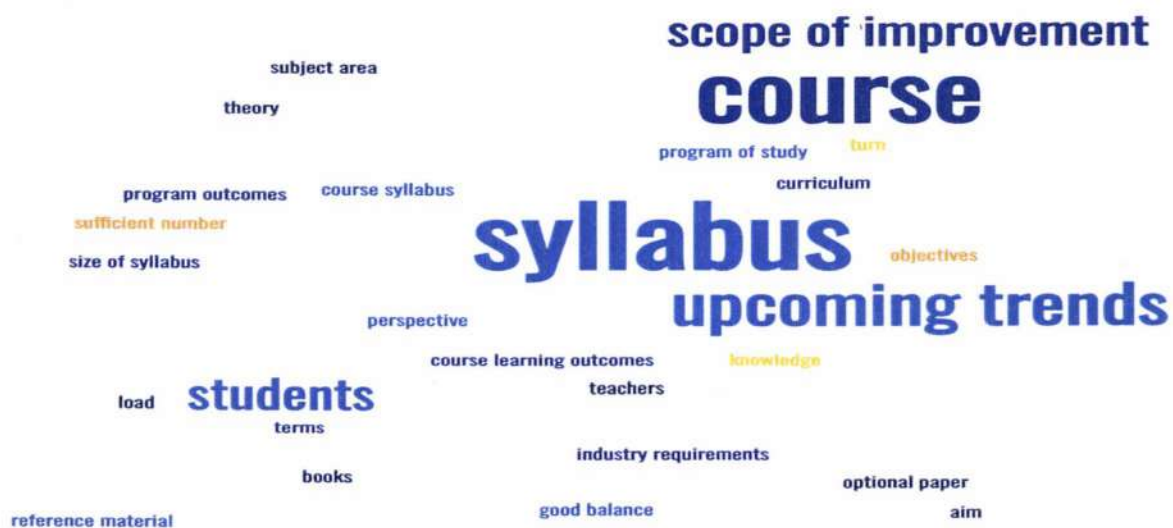 scope of improvement
subject area
course
theory
turn
program of study
curriculum
program outcomes
course syllabus
sufficient number
syllabus
objectives
size of syllabus
upcoming trends
perspective
course learning outcomes
knowledge
teachers
load
students
terms
industry requirements
books
optional paper
good balance
aim
reference material